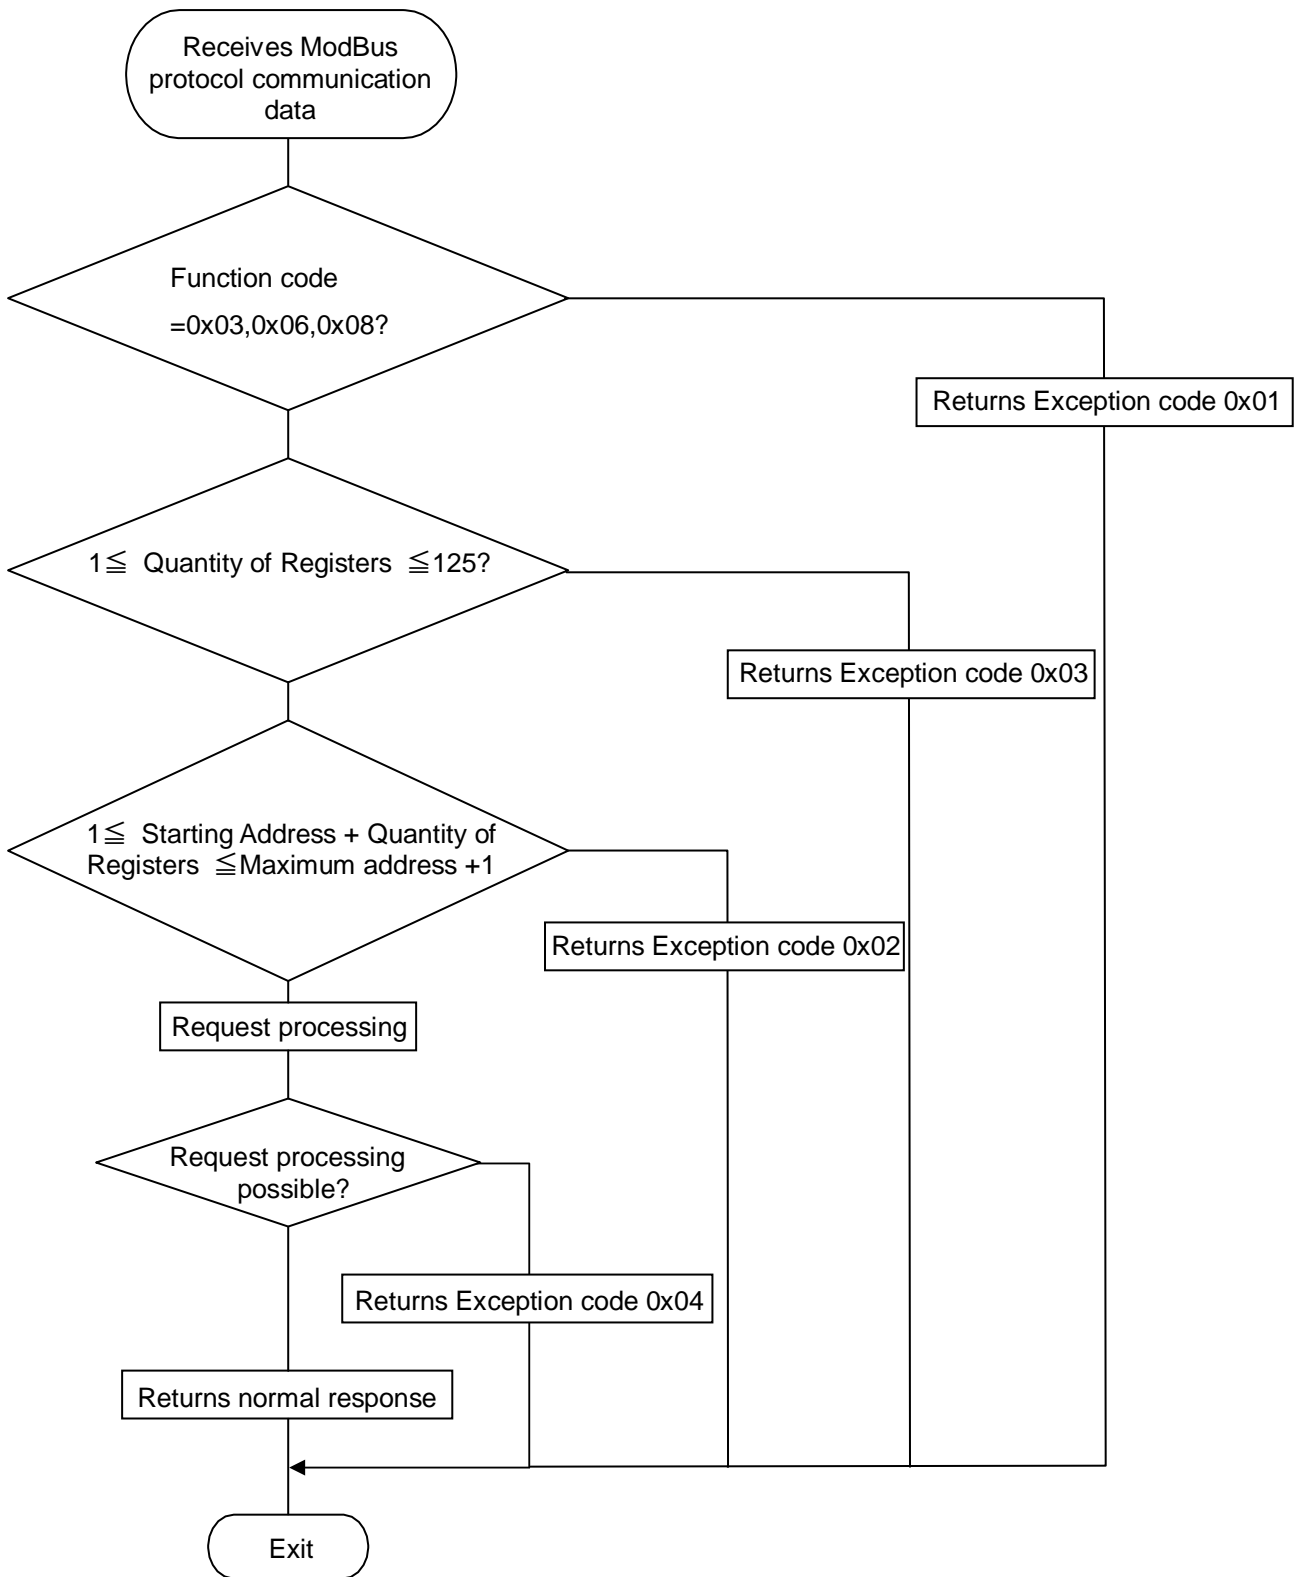 Receives ModBus
protocol communication
data
Function code
=0x03,0x06,0x08?
Returns Exception code 0x01
1≦ Quantity of Registers ≦125?
Returns Exception code 0x03
1≦ Starting Address + Quantity of
Registers ≦Maximum address +1
Returns Exception code 0x02
Request processing
Request processing
possible?
Returns Exception code 0x04
Returns normal response
Exit